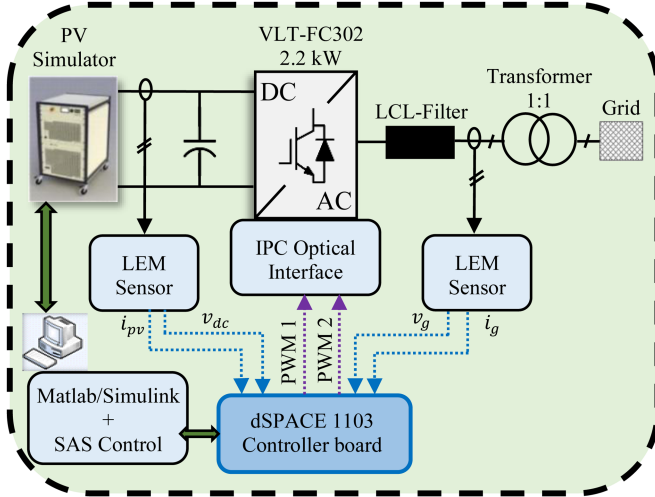 PV
Simulator
VLT-FC302
2.2 kW
DC
AC
LCL-Filter
Transformer
1:1
Grid
LEM
Sensor
IPC Optical
Interface
LEM
Sensor
i_pv
v_dc
PWM 1
PWM 2
v_g
i_g
Matlab/Simulink
+
SAS Control
dSPACE 1103
Controller board